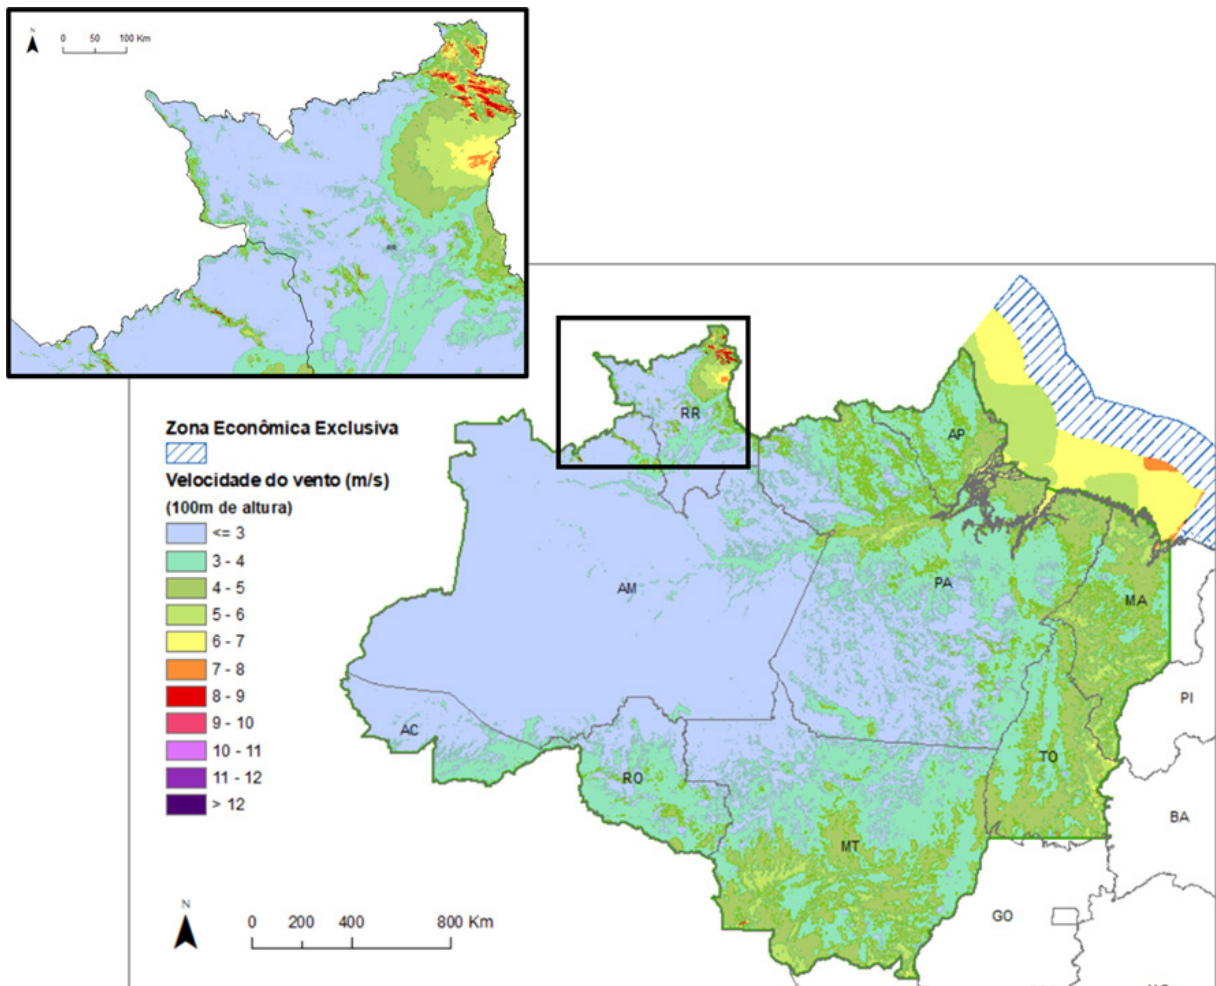 N
0 50 100 Km
RR
Zona Econômica Exclusiva
Velocidade do vento (m/s)
(100m de altura)
<= 3
3 - 4
4 - 5
5 - 6
6 - 7
7 - 8
8 - 9
9 - 10
10 - 11
11 - 12
> 12
RR
AP
AM
PA
MA
AC
RO
TO
PI
MT
BA
GO
N
0 200 400 800 Km